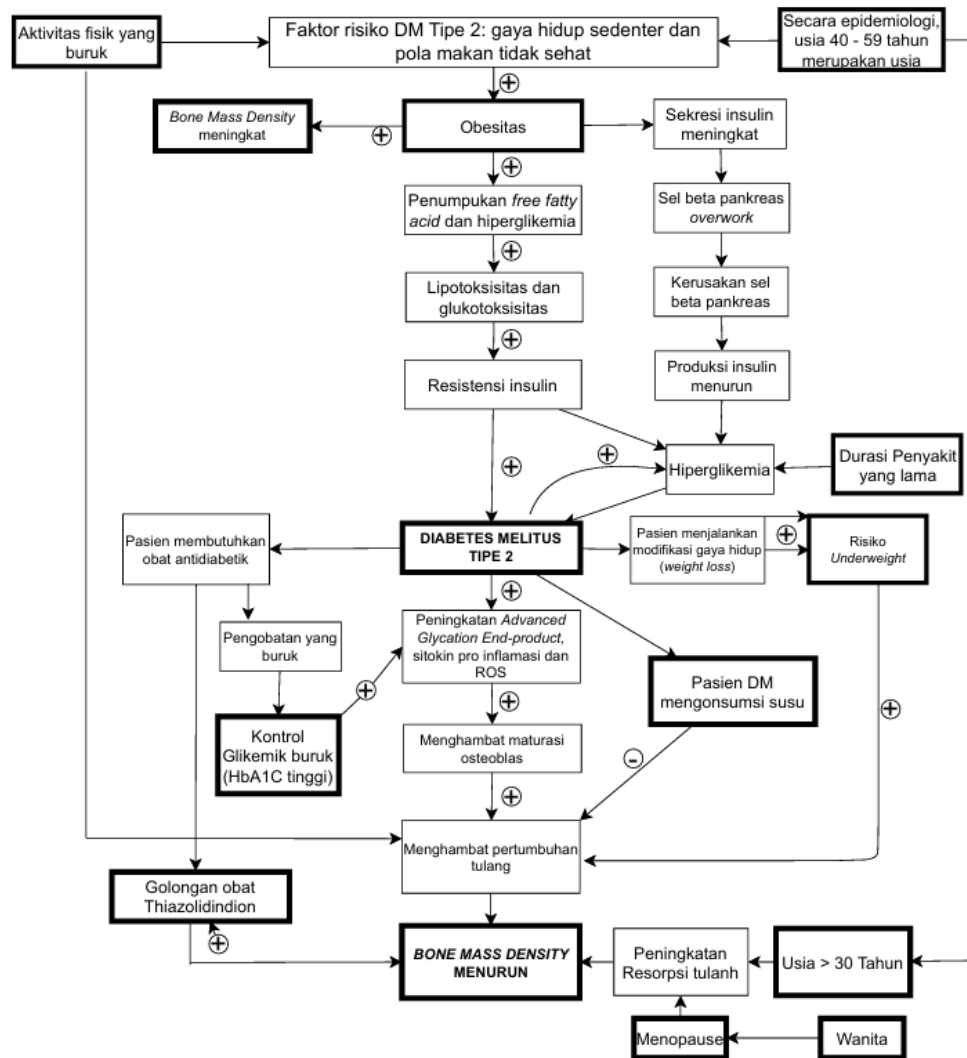 Aktivitas fisik yang
buruk
Faktor risiko DM Tipe 2: gaya hidup sedenter dan
pola makan tidak sehat
Secara epidemiologi,
usia 40 - 59 tahun
merupakan usia
+
Bone Mass Density
meningkat
+
Obesitas
Sekresi insulin
meningkat
+
Penumpukan free fatty
acid dan hiperglikemia
Sel beta pankreas
overwork
+
Lipotoksisitas dan
glukotoksisitas
Kerusakan sel
beta pankreas
+
Resistensi insulin
Produksi insulin
menurun
+
+
Hiperglikemia
Durasi Penyakit
yang lama
Pasien membutuhkan
obat antidiabetik
DIABETES MELITUS
TIPE 2
Pasien menjalankan
modifikasi gaya hidup
(weight loss)
+
Risiko
Underweight
+
Pengobatan yang
buruk
Peningkatan Advanced
Glycation End-product,
sitokin pro inflamasi dan
ROS
Pasien DM
mengonsumsi susu
+
+
+
Kontrol
Glikemik buruk
(HbA1C tinggi)
Menghambat maturasi
osteoblas
-
+
Menghambat pertumbuhan
tulang
Golongan obat
Thiazolidindion
+
BONE MASS DENSITY
MENURUN
Peningkatan
Resorpsi tulanh
Usia > 30 Tahun
Menopause
Wanita